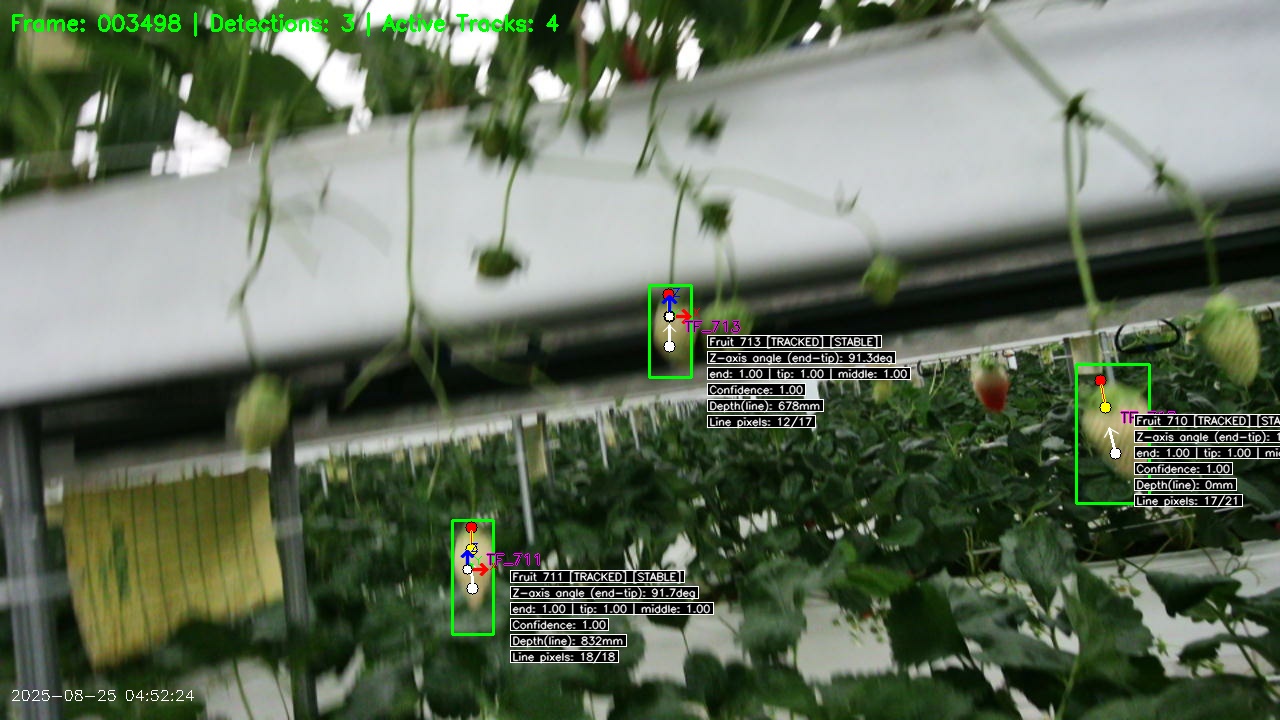 Frame: 003498 | Detections: 3 | Active Tracks: 4
TF_713
Fruit 713 [TRACKED] [STABLE]
Z-axis angle (end-tip): 91.3deg
end: 1.00 | tip: 1.00 | middle: 1.00
Confidence: 1.00
Depth(line): 678mm
Line pixels: 12/17
Fruit 710 [TRACKED] [STA
Z-axis angle (end-tip):
end: 1.00 | tip: 1.00 | mi
Confidence: 1.00
Depth(line): 0mm
Line pixels: 17/21
TF_711
Fruit 711 [TRACKED] [STABLE]
Z-axis angle (end-tip): 91.7deg
end: 1.00 | tip: 1.00 | middle: 1.00
Confidence: 1.00
Depth(line): 832mm
Line pixels: 18/18
2025-08-25 04:52:24